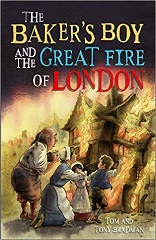 THE
BAKER'S BOY
AND THE GREAT FIRE
OF LONDON
TOM AND
TONY BRADMAN